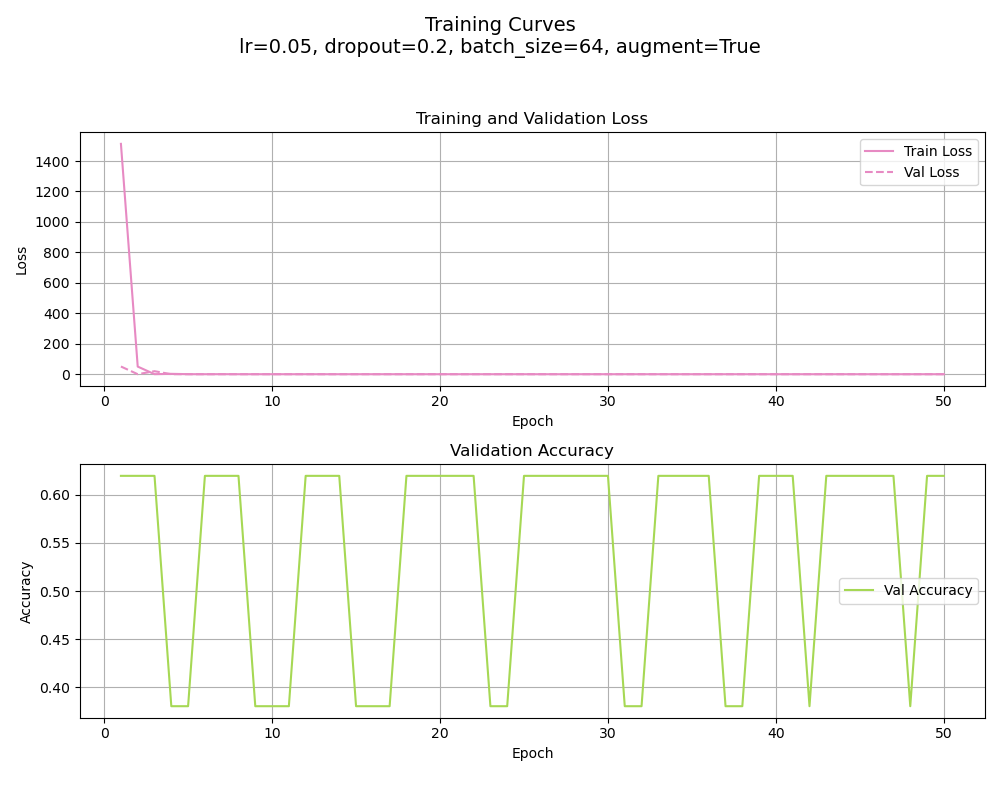 Training Curves
lr=0.05, dropout=0.2, batch_size=64, augment=True
Training and Validation Loss
Train Loss
Val Loss
1400
1200
1000
800
600
400
200
0
Loss
0 10 20 30 40 50
Epoch
Validation Accuracy
Val Accuracy
0.60
0.55
0.50
0.45
0.40
Accuracy
0 10 20 30 40 50
Epoch